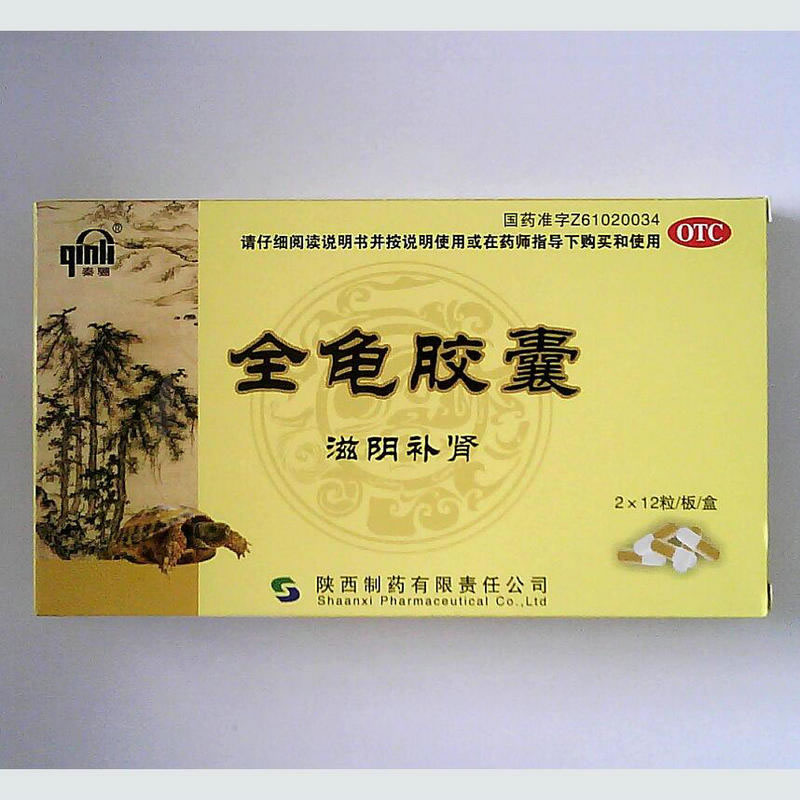 qinli®
秦丽
国药准字Z61020034
请仔细阅读说明书并按说明使用或在药师指导下购买和使用
OTC
全龟胶囊
滋阴补肾
2×12粒/板/盒
陕西制药有限责任公司
Shaanxi Pharmaceutical Co.,Ltd